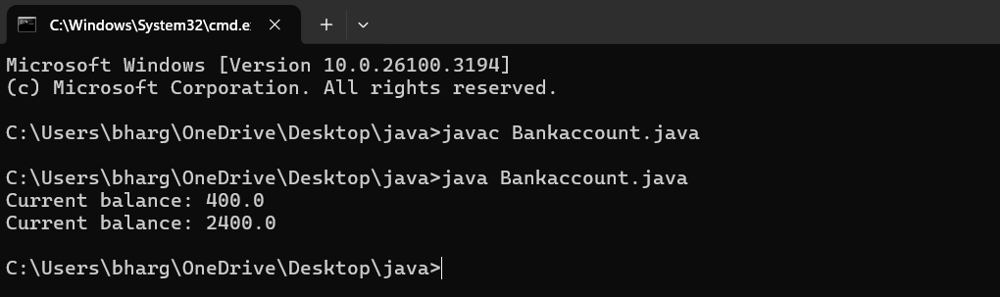 C:\Windows\System32\cmd.e
Microsoft Windows [Version 10.0.26100.3194]
(c) Microsoft Corporation. All rights reserved.
C:\Users\bharg\OneDrive\Desktop\java>javac Bankaccount.java
C:\Users\bharg\OneDrive\Desktop\java>java Bankaccount.java
Current balance: 400.0
Current balance: 2400.0
C:\Users\bharg\OneDrive\Desktop\java>